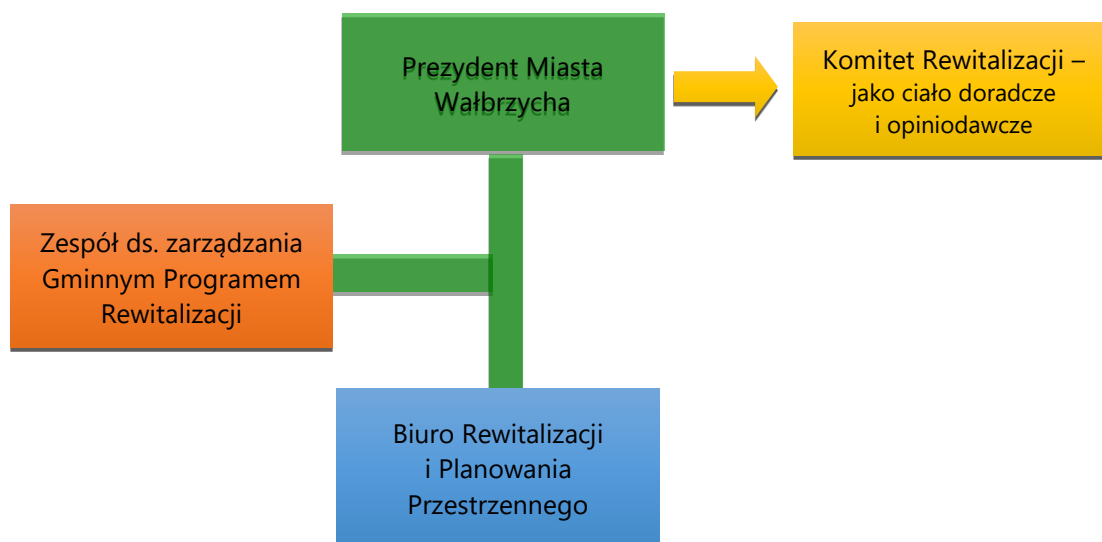 Prezydent Miasta
Wałbrzycha
Komitet Rewitalizacji –
jako ciało doradcze
i opiniodawcze
Zespół ds. zarządzania
Gminnym Programem
Rewitalizacji
Biuro Rewitalizacji
i Planowania
Przestrzennego